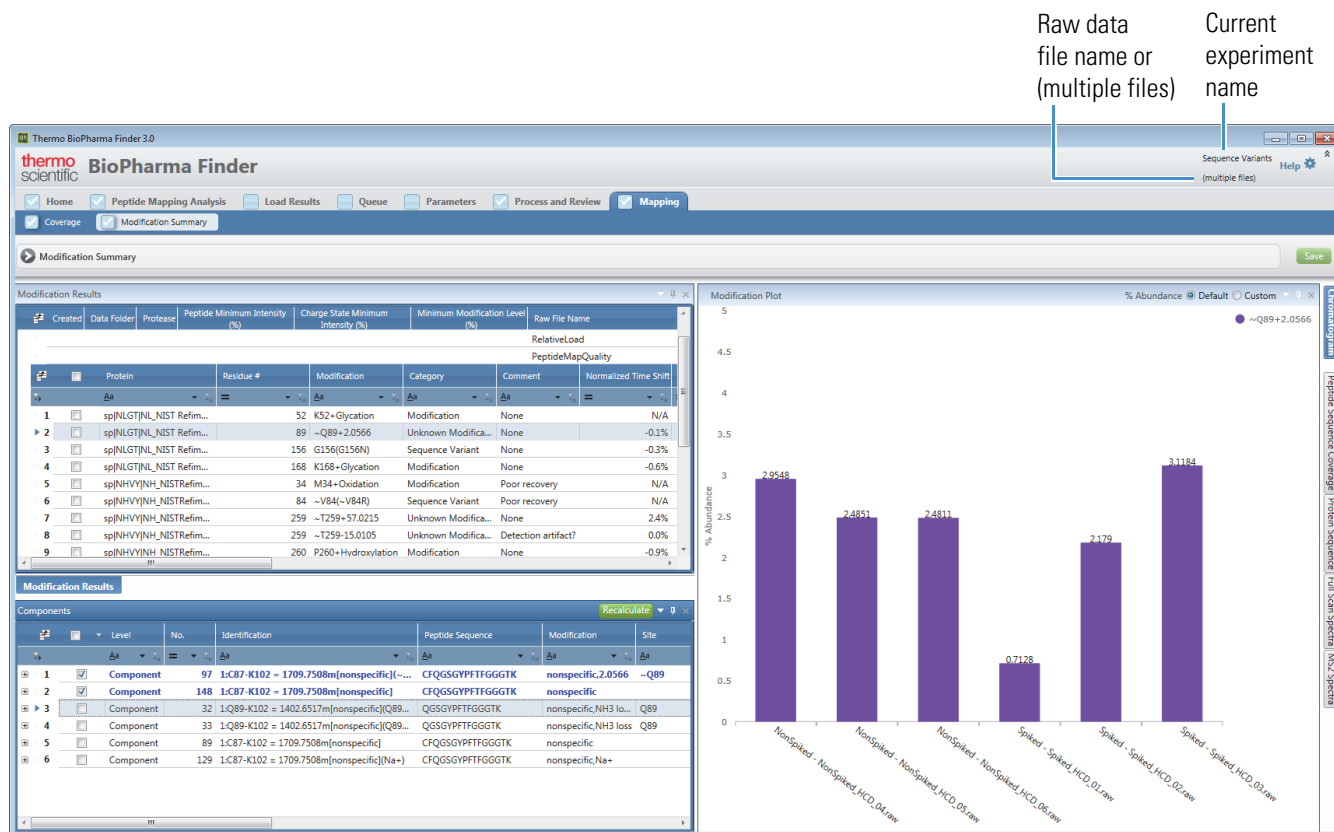 Raw data
file name or
(multiple files)
Current
experiment
name
Thermo BioPharma Finder 3.0
thermo
scientific
BioPharma Finder
Sequence Variants
(multiple files)
Help
Home Peptide Mapping Analysis Load Results Queue Parameters Process and Review Mapping
Coverage Modification Summary
Modification Summary Save
Modification Results
Created Data Folder Protease Peptide Minimum Intensity (%) Charge State Minimum Intensity (%) Minimum Modification Level (%) Raw File Name
RelativeLoad
PeptideMapQuality
Protein Residue # Modification Category Comment Normalized Time Shift
Aa = Aa Aa Aa =
1 sp|NLGT|NL_NIST Refim... 52 K52+Glycation Modification None N/A
2 sp|NLGT|NL_NIST Refim... 89 ~Q89+2.0566 Unknown Modifica... None -0.1%
3 sp|NLGT|NL_NIST Refim... 156 G156(G156N) Sequence Variant None -0.3%
4 sp|NLGT|NL_NIST Refim... 168 K168+Glycation Modification None -0.6%
5 sp|NHVY|NH_NISTRefim... 34 M34+Oxidation Modification Poor recovery N/A
6 sp|NHVY|NH_NISTRefim... 84 ~V84(~V84R) Sequence Variant Poor recovery N/A
7 sp|NHVY|NH_NISTRefim... 259 ~T259+57.0215 Unknown Modifica... None 2.4%
8 sp|NHVY|NH_NISTRefim... 259 ~T259-15.0105 Unknown Modifica... Detection artifact? 0.0%
9 sp|NHVY|NH_NISTRefim... 260 P260+Hydroxylation Modification None -0.9%
Modification Results
Components Recalculate
Level No. Identification Peptide Sequence Modification Site
Aa = Aa Aa Aa Aa
1 Component 97 1:C87-K102 = 1709.7508m[nonspecific](~... CFQGSGYPFTFGGGTK nonspecific,2.0566 ~Q89
2 Component 148 1:C87-K102 = 1709.7508m[nonspecific] CFQGSGYPFTFGGGTK nonspecific
3 Component 32 1:Q89-K102 = 1402.6517m[nonspecific](Q89... QGSGYPFTFGGGTK nonspecific,NH3 lo... Q89
4 Component 33 1:Q89-K102 = 1402.6517m[nonspecific](Q89... QGSGYPFTFGGGTK nonspecific,NH3 loss Q89
5 Component 89 1:C87-K102 = 1709.7508m[nonspecific] CFQGSGYPFTFGGGTK nonspecific
6 Component 129 1:C87-K102 = 1709.7508m[nonspecific](Na+) CFQGSGYPFTFGGGTK nonspecific,Na+
Modification Plot % Abundance Default Custom
~Q89+2.0566
% Abundance
5
4.5
4
3.5
3
2.5
2
1.5
1
0.5
0
2.9548
2.4851
2.4811
0.7128
2.179
3.1184
NonSpiked - NonSpiked_HCD_04.raw
NonSpiked - NonSpiked_HCD_05.raw
NonSpiked - NonSpiked_HCD_06.raw
Spiked - Spiked_HCD_01.raw
Spiked - Spiked_HCD_02.raw
Spiked - Spiked_HCD_03.raw
Chromatogram
Peptide Sequence Coverage
Protein Sequence
Full Scan Spectra
MS2 Spectra